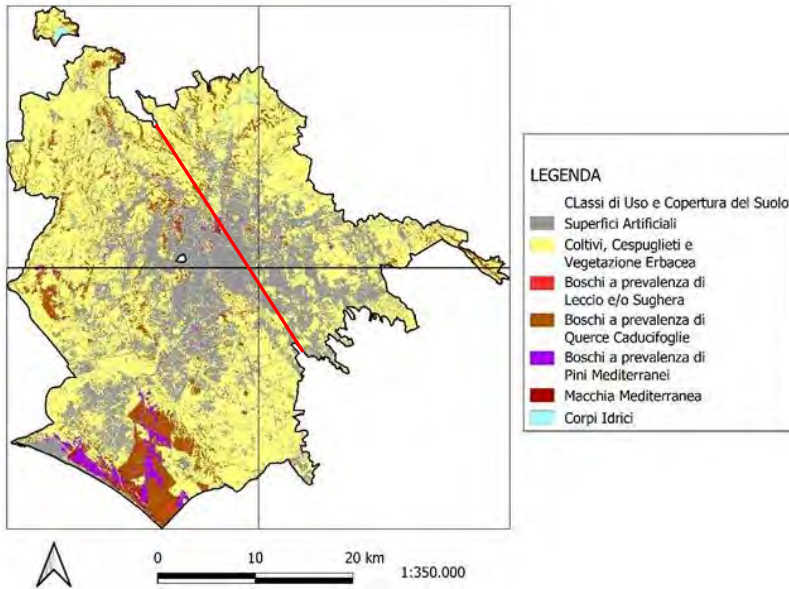 LEGENDA
CLassi di Uso e Copertura del Suolo
Superfici Artificiali
Coltivi, Cespuglieti e
Vegetazione Erbacea
Boschi a prevalenza di
Leccio e/o Sughera
Boschi a prevalenza di
Querce Caducifoglie
Boschi a prevalenza di
Pini Mediterranei
Macchia Mediterranea
Corpi Idrici
0 10 20 km
1:350.000